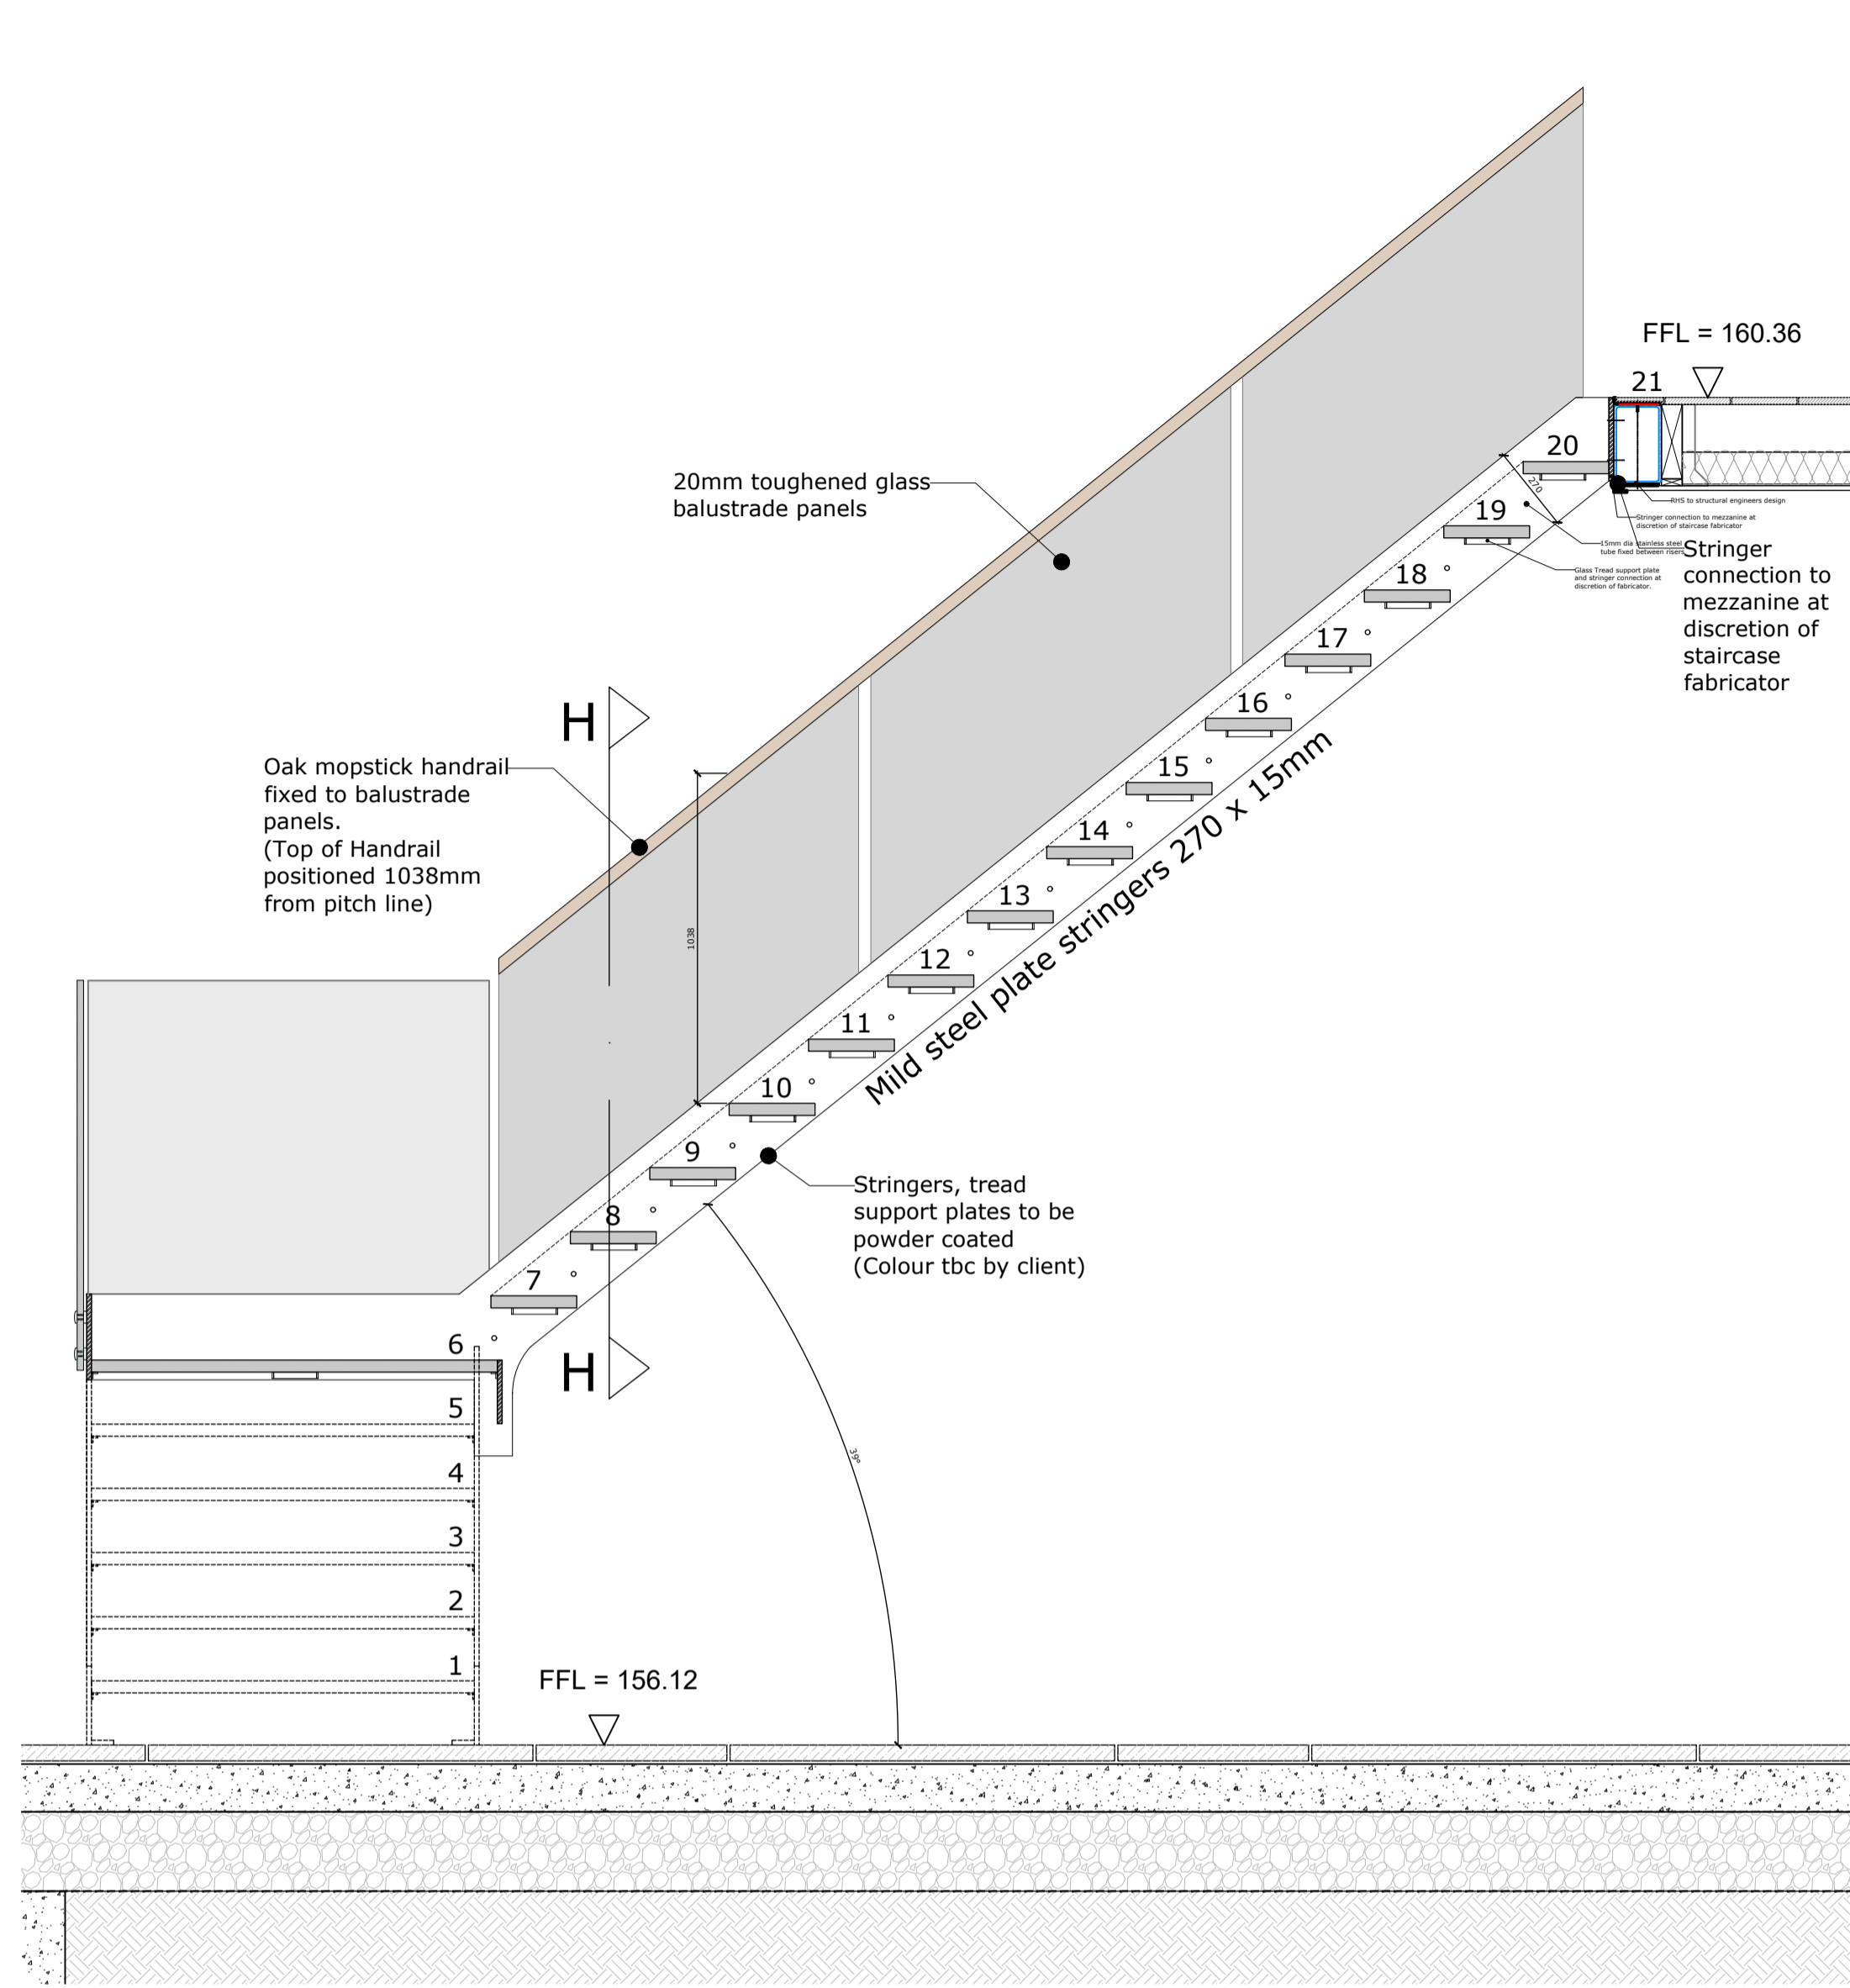 FFL = 160.36
21
20
270
19
RHS to structural engineers design
Stringer connection to mezzanine at
discretion of staircase fabricator
15mm dia stainless steel
tube fixed between risers
Glass Tread support plate
and stringer connection at
discretion of fabricator.
Stringer
connection to
mezzanine at
discretion of
staircase
fabricator
20mm toughened glass
balustrade panels
18
17
16
15
14
13
12
11
10
9
8
7
6
5
4
3
2
1
H
Oak mopstick handrail
fixed to balustrade
panels.
(Top of Handrail
positioned 1038mm
from pitch line)
1038
Mild steel plate stringers 270 x 15mm
Stringers, tread
support plates to be
powder coated
(Colour tbc by client)
H
39°
FFL = 156.12